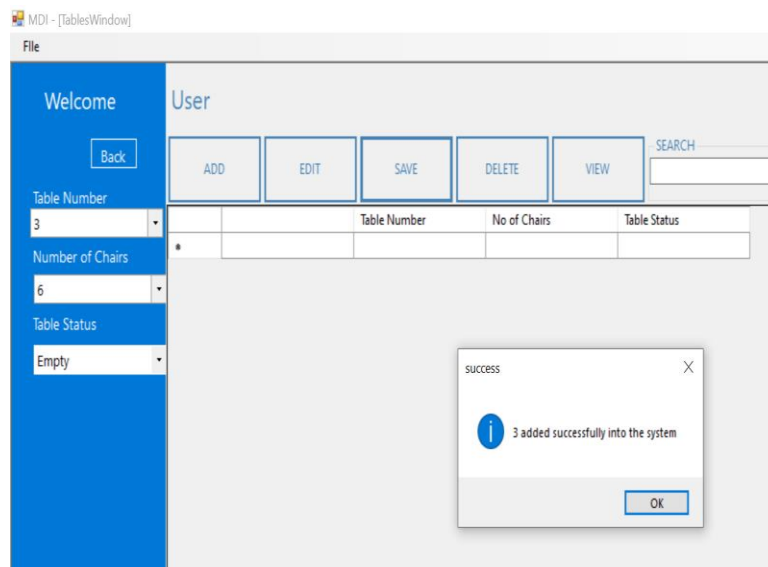 MDI - [TablesWindow]
FIle
Welcome
User
Back
ADD
EDIT
SAVE
DELETE
VIEW
SEARCH
Table Number
3
Number of Chairs
6
Table Status
Empty
Table Number
No of Chairs
Table Status
*
success
3 added successfully into the system
OK